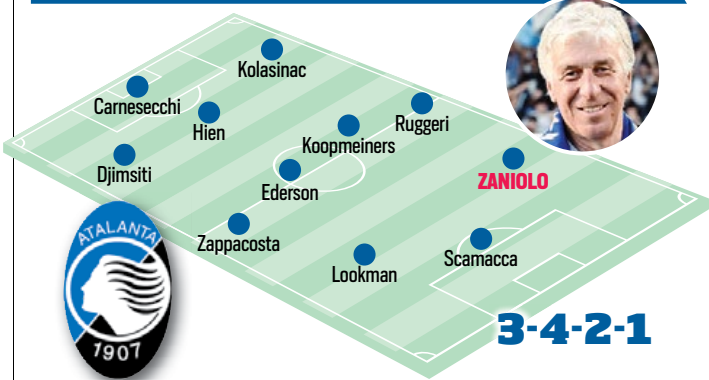 Kolasinac
Carnesecchi
Hien
Ruggeri
Koopmeiners
Djimsiti
ZANIOLO
Ederson
Zappacosta
Lookman
Scamacca
ATALANTA
1907
3-4-2-1